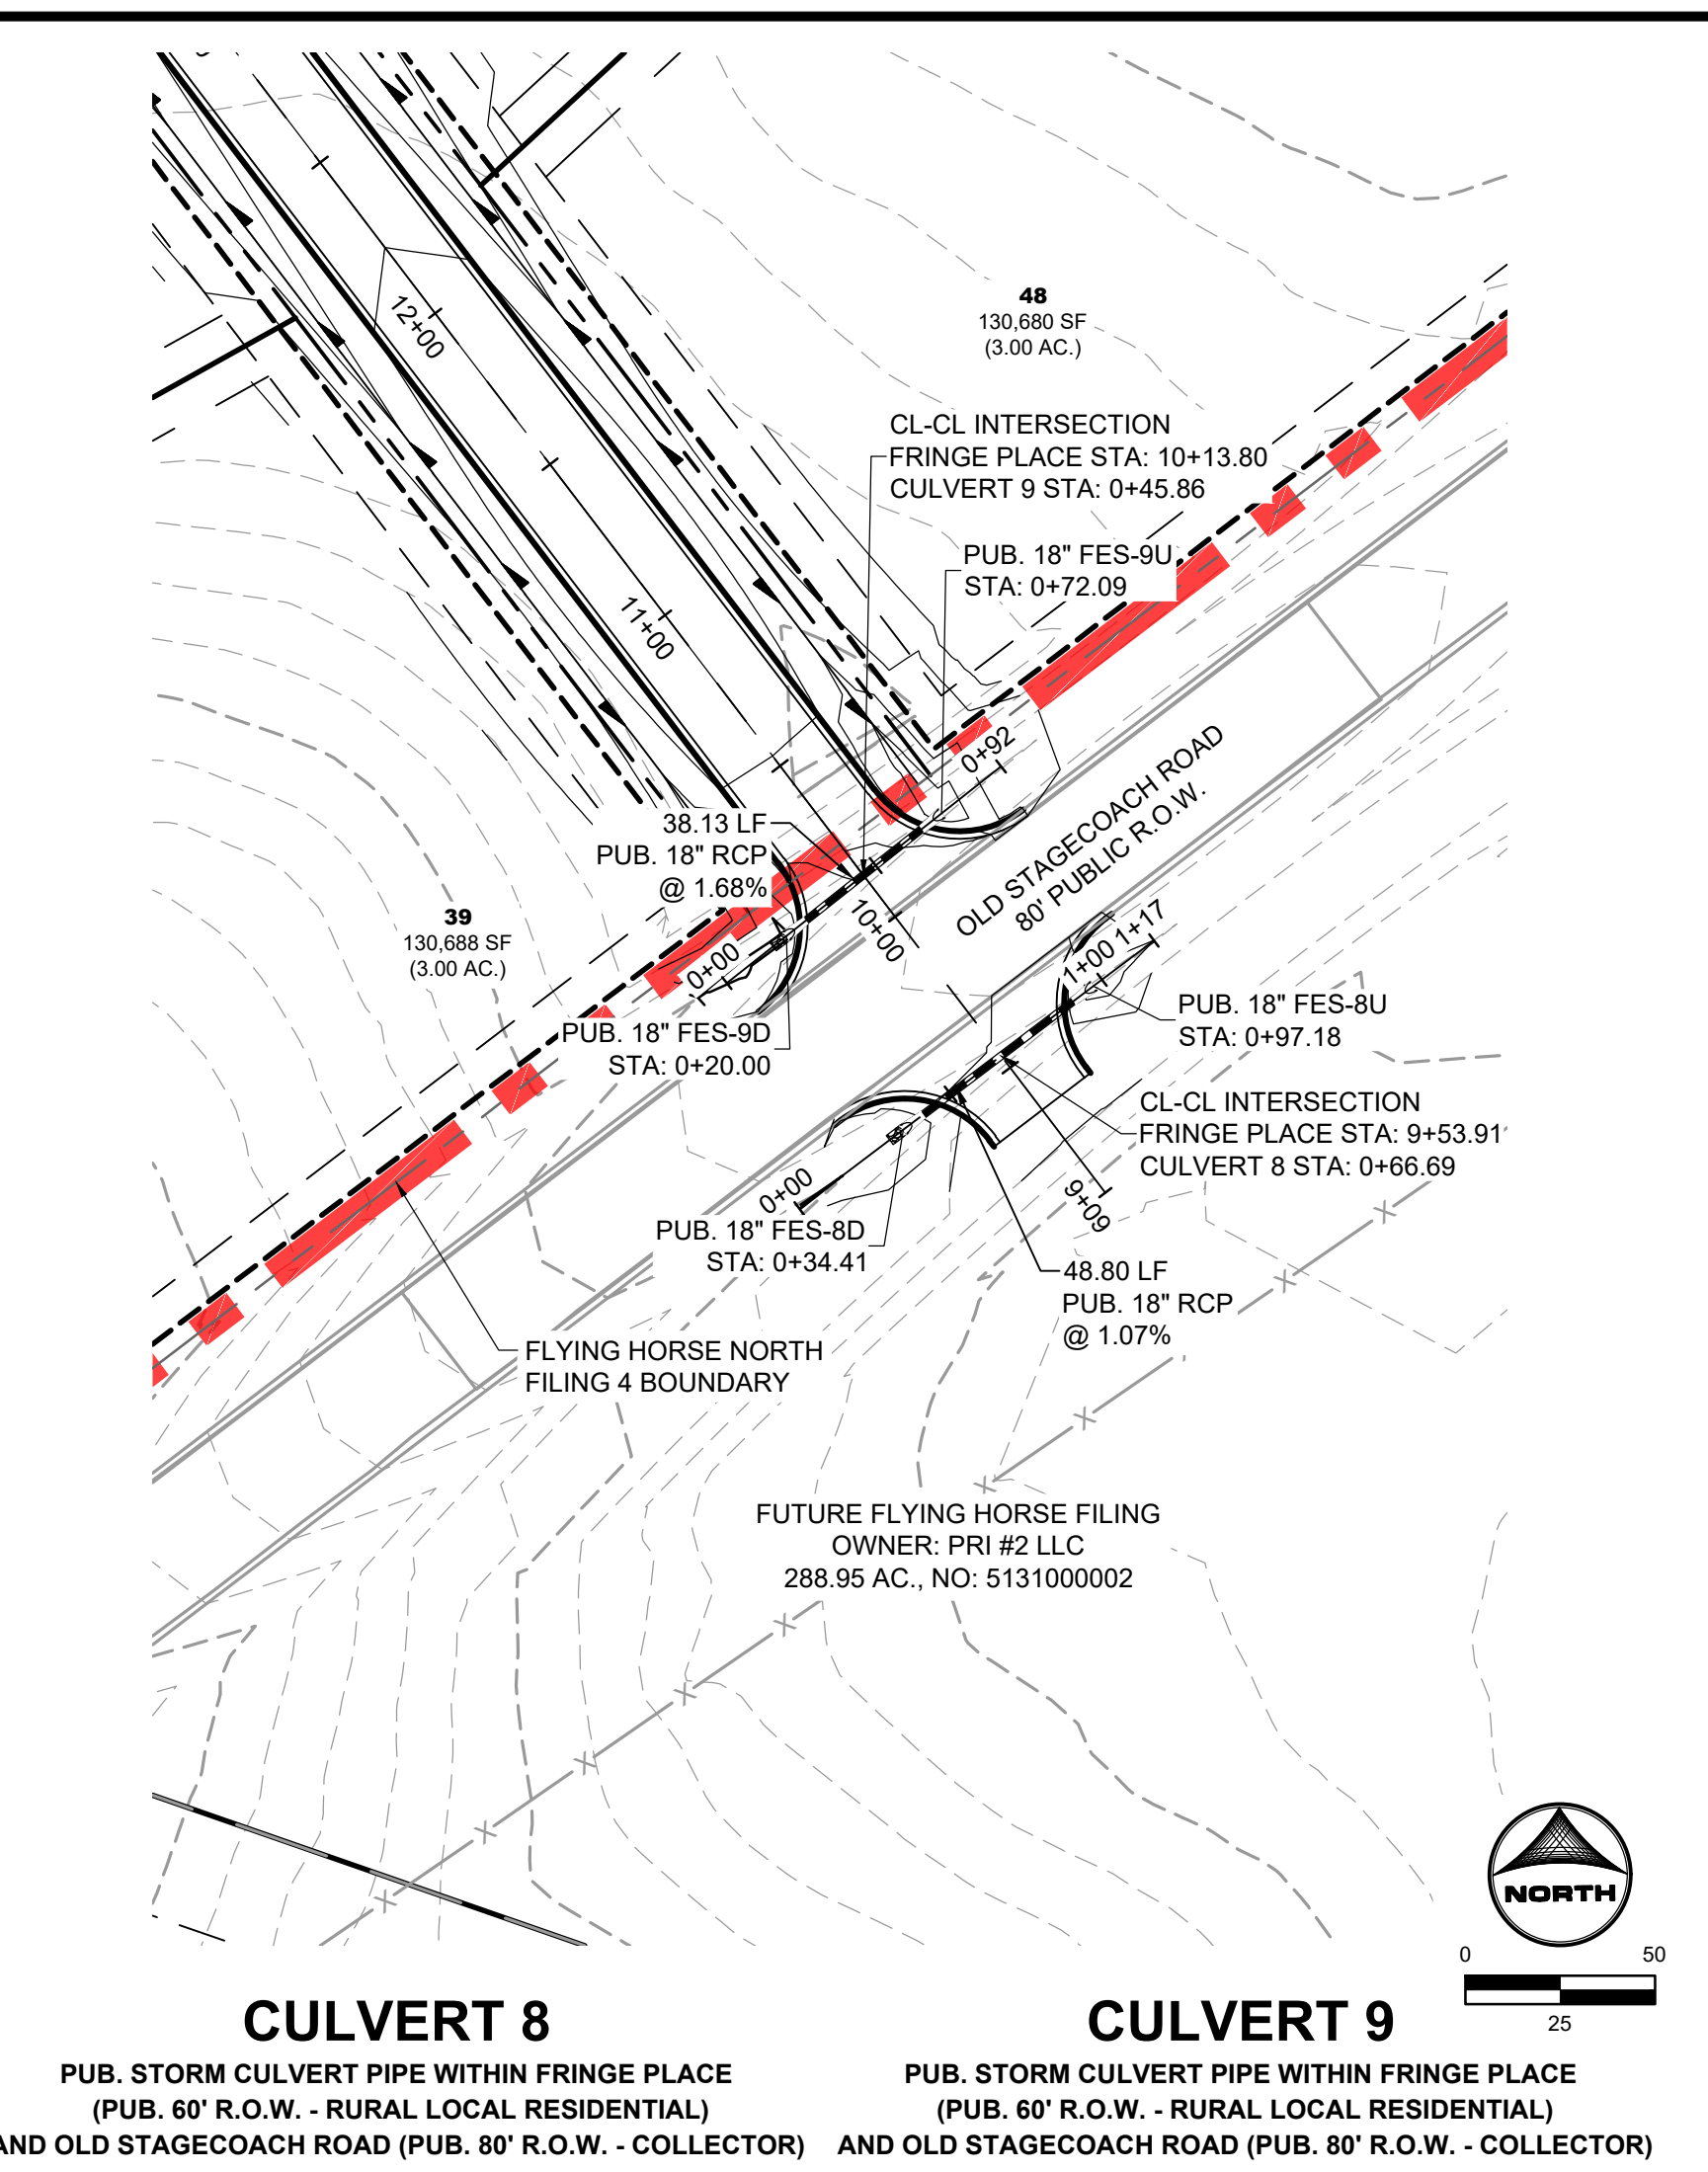 48
130,680 SF
(3.00 AC.)
12+00
CL-CL INTERSECTION
FRINGE PLACE STA: 10+13.80
CULVERT 9 STA: 0+45.86
PUB. 18" FES-9U
STA: 0+72.09
11+00
0+92
38.13 LF
PUB. 18" RCP
@ 1.68%
OLD STAGECOACH ROAD
80' PUBLIC R.O.W.
39
130,688 SF
(3.00 AC.)
10+00
0+00
1+00 1+17
PUB. 18" FES-9D
STA: 0+20.00
PUB. 18" FES-8U
STA: 0+97.18
CL-CL INTERSECTION
FRINGE PLACE STA: 9+53.91
CULVERT 8 STA: 0+66.69
0+00
9+09
PUB. 18" FES-8D
STA: 0+34.41
48.80 LF
PUB. 18" RCP
@ 1.07%
FLYING HORSE NORTH
FILING 4 BOUNDARY
FUTURE FLYING HORSE FILING
OWNER: PRI #2 LLC
288.95 AC., NO: 5131000002
NORTH
0 50
25
CULVERT 8
PUB. STORM CULVERT PIPE WITHIN FRINGE PLACE
(PUB. 60' R.O.W. - RURAL LOCAL RESIDENTIAL)
AND OLD STAGECOACH ROAD (PUB. 80' R.O.W. - COLLECTOR)
CULVERT 9
PUB. STORM CULVERT PIPE WITHIN FRINGE PLACE
(PUB. 60' R.O.W. - RURAL LOCAL RESIDENTIAL)
AND OLD STAGECOACH ROAD (PUB. 80' R.O.W. - COLLECTOR)